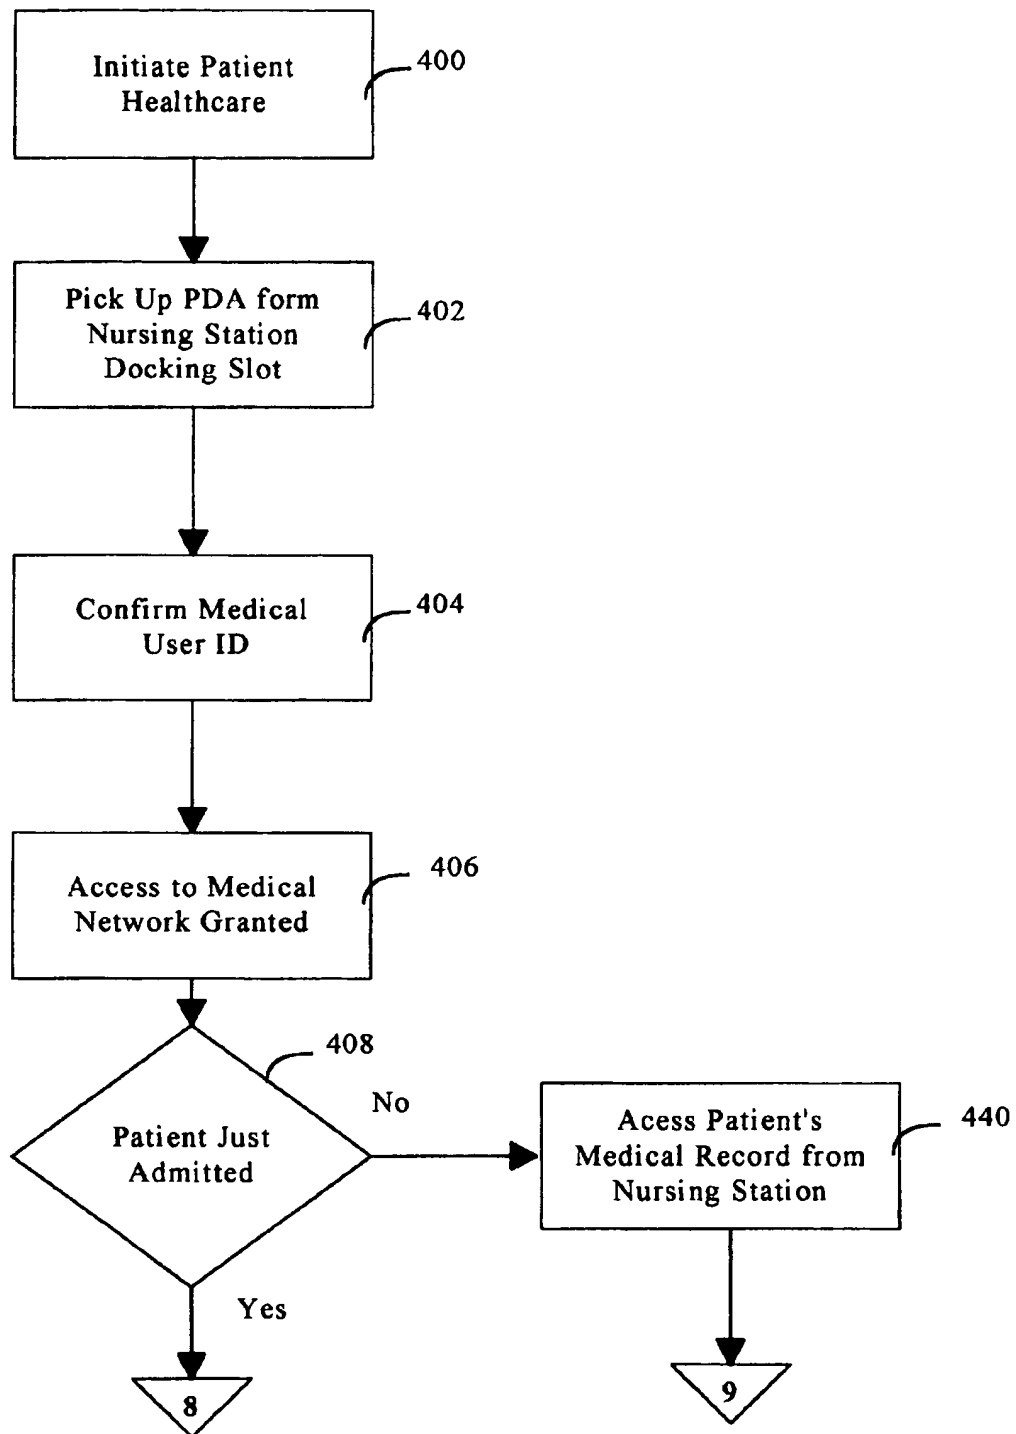 Initiate Patient
Healthcare
400
Pick Up PDA form
Nursing Station
Docking Slot
402
Confirm Medical
User ID
404
Access to Medical
Network Granted
406
408
Patient Just
Admitted
No
Acess Patient's
Medical Record from
Nursing Station
440
Yes
8
9